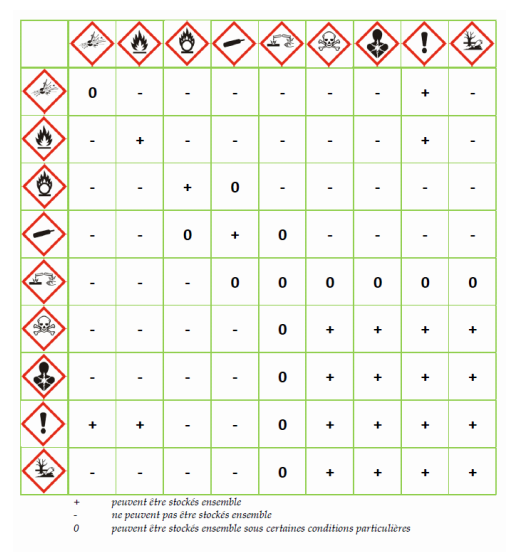 0 - - - - - - + -
- + - - - - - + -
- - + 0 - - - - -
- - 0 + 0 - - - -
- - - 0 0 0 0 0 0
- - - - 0 + + + +
- - - - 0 + + + +
+ + - - 0 + + + +
- - - - 0 + + + +
+ peuvent être stockés ensemble
- ne peuvent pas être stockés ensemble
0 peuvent être stockés ensemble sous certaines conditions particulières